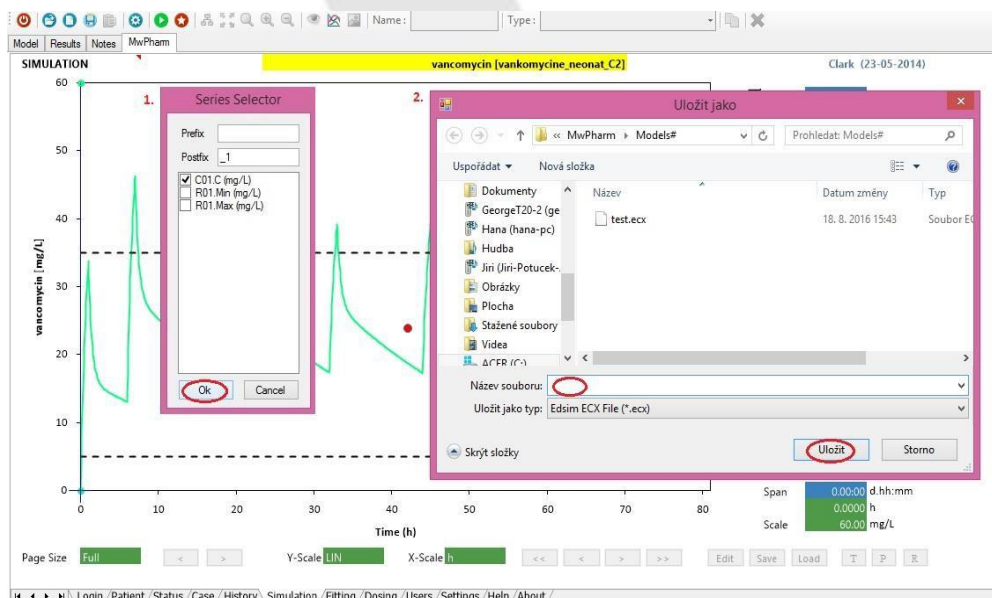 Name: Type:
Model Results Notes MwPharm
SIMULATION
vancomycin [vankomycine_neonat_C2]
Clark (23-05-2014)
vancomycin [mg/L]
60
50
40
30
20
10
0
0 10 20 30 40 50 60 70 80
Time (h)
1.
Series Selector
Prefix
Postfix _1
C01.C (mg/L)
R01.Min (mg/L)
R01.Max (mg/L)
Ok Cancel
2.
Uložit jako
« MwPharm Models#
Prohledat: Models#
Uspořádat Nová složka
Název Datum změny Typ
Dokumenty
GeorgeT20-2 (ge
Hana (hana-pc)
Hudba
Jiri (Jiri-Potucek-.
Obrázky
Plocha
Stažené soubory
Videa
ACER (C:)
test.ecx 18. 8. 2016 15:43 Soubor EC
Název souboru:
Uložit jako typ: Edsim ECX File (*.ecx)
Skrýt složky
Uložit Storno
Span 0.00:00 d.hh:mm
0.0000 h
Scale 60.00 mg/L
Page Size Full < > Y-Scale LIN X-Scale h << < > >> Edit Save Load T P R
Login Patient Status Case History Simulation Fitting Dosing Users Settings Help About